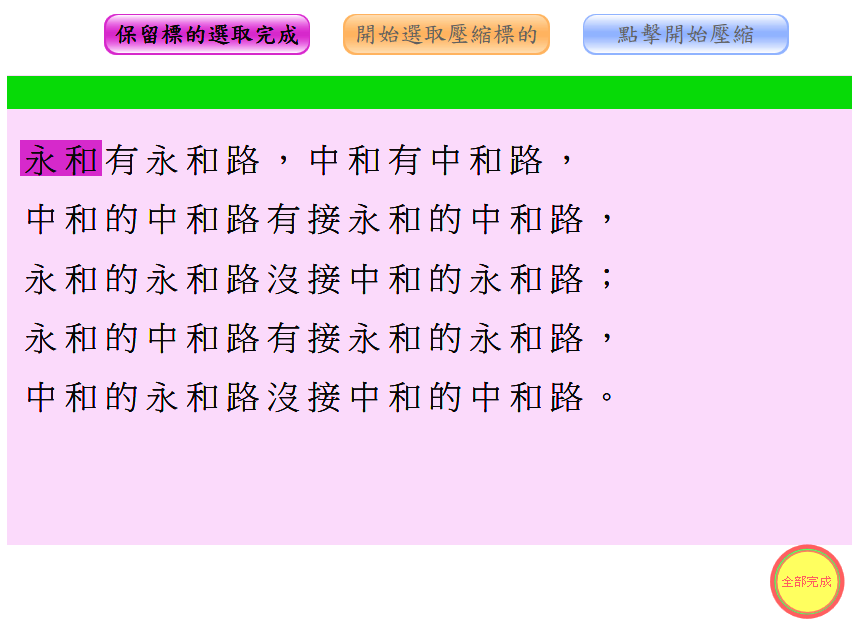 保留標的選取完成 開始選取壓縮標的 點擊開始壓縮
永和有永和路，中和有中和路，
中和的中和路有接永和的中和路，
永和的永和路沒接中和的永和路；
永和的中和路有接永和的永和路，
中和的永和路沒接中和的中和路。
全部完成